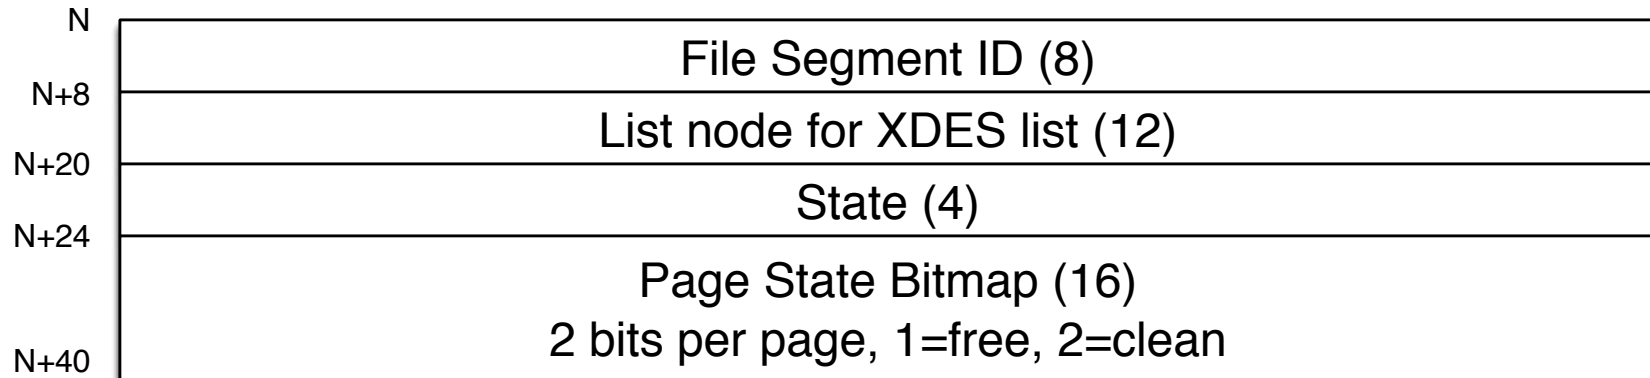 N
File Segment ID (8)
N+8
List node for XDES list (12)
N+20
State (4)
N+24
Page State Bitmap (16)
2 bits per page, 1=free, 2=clean
N+40